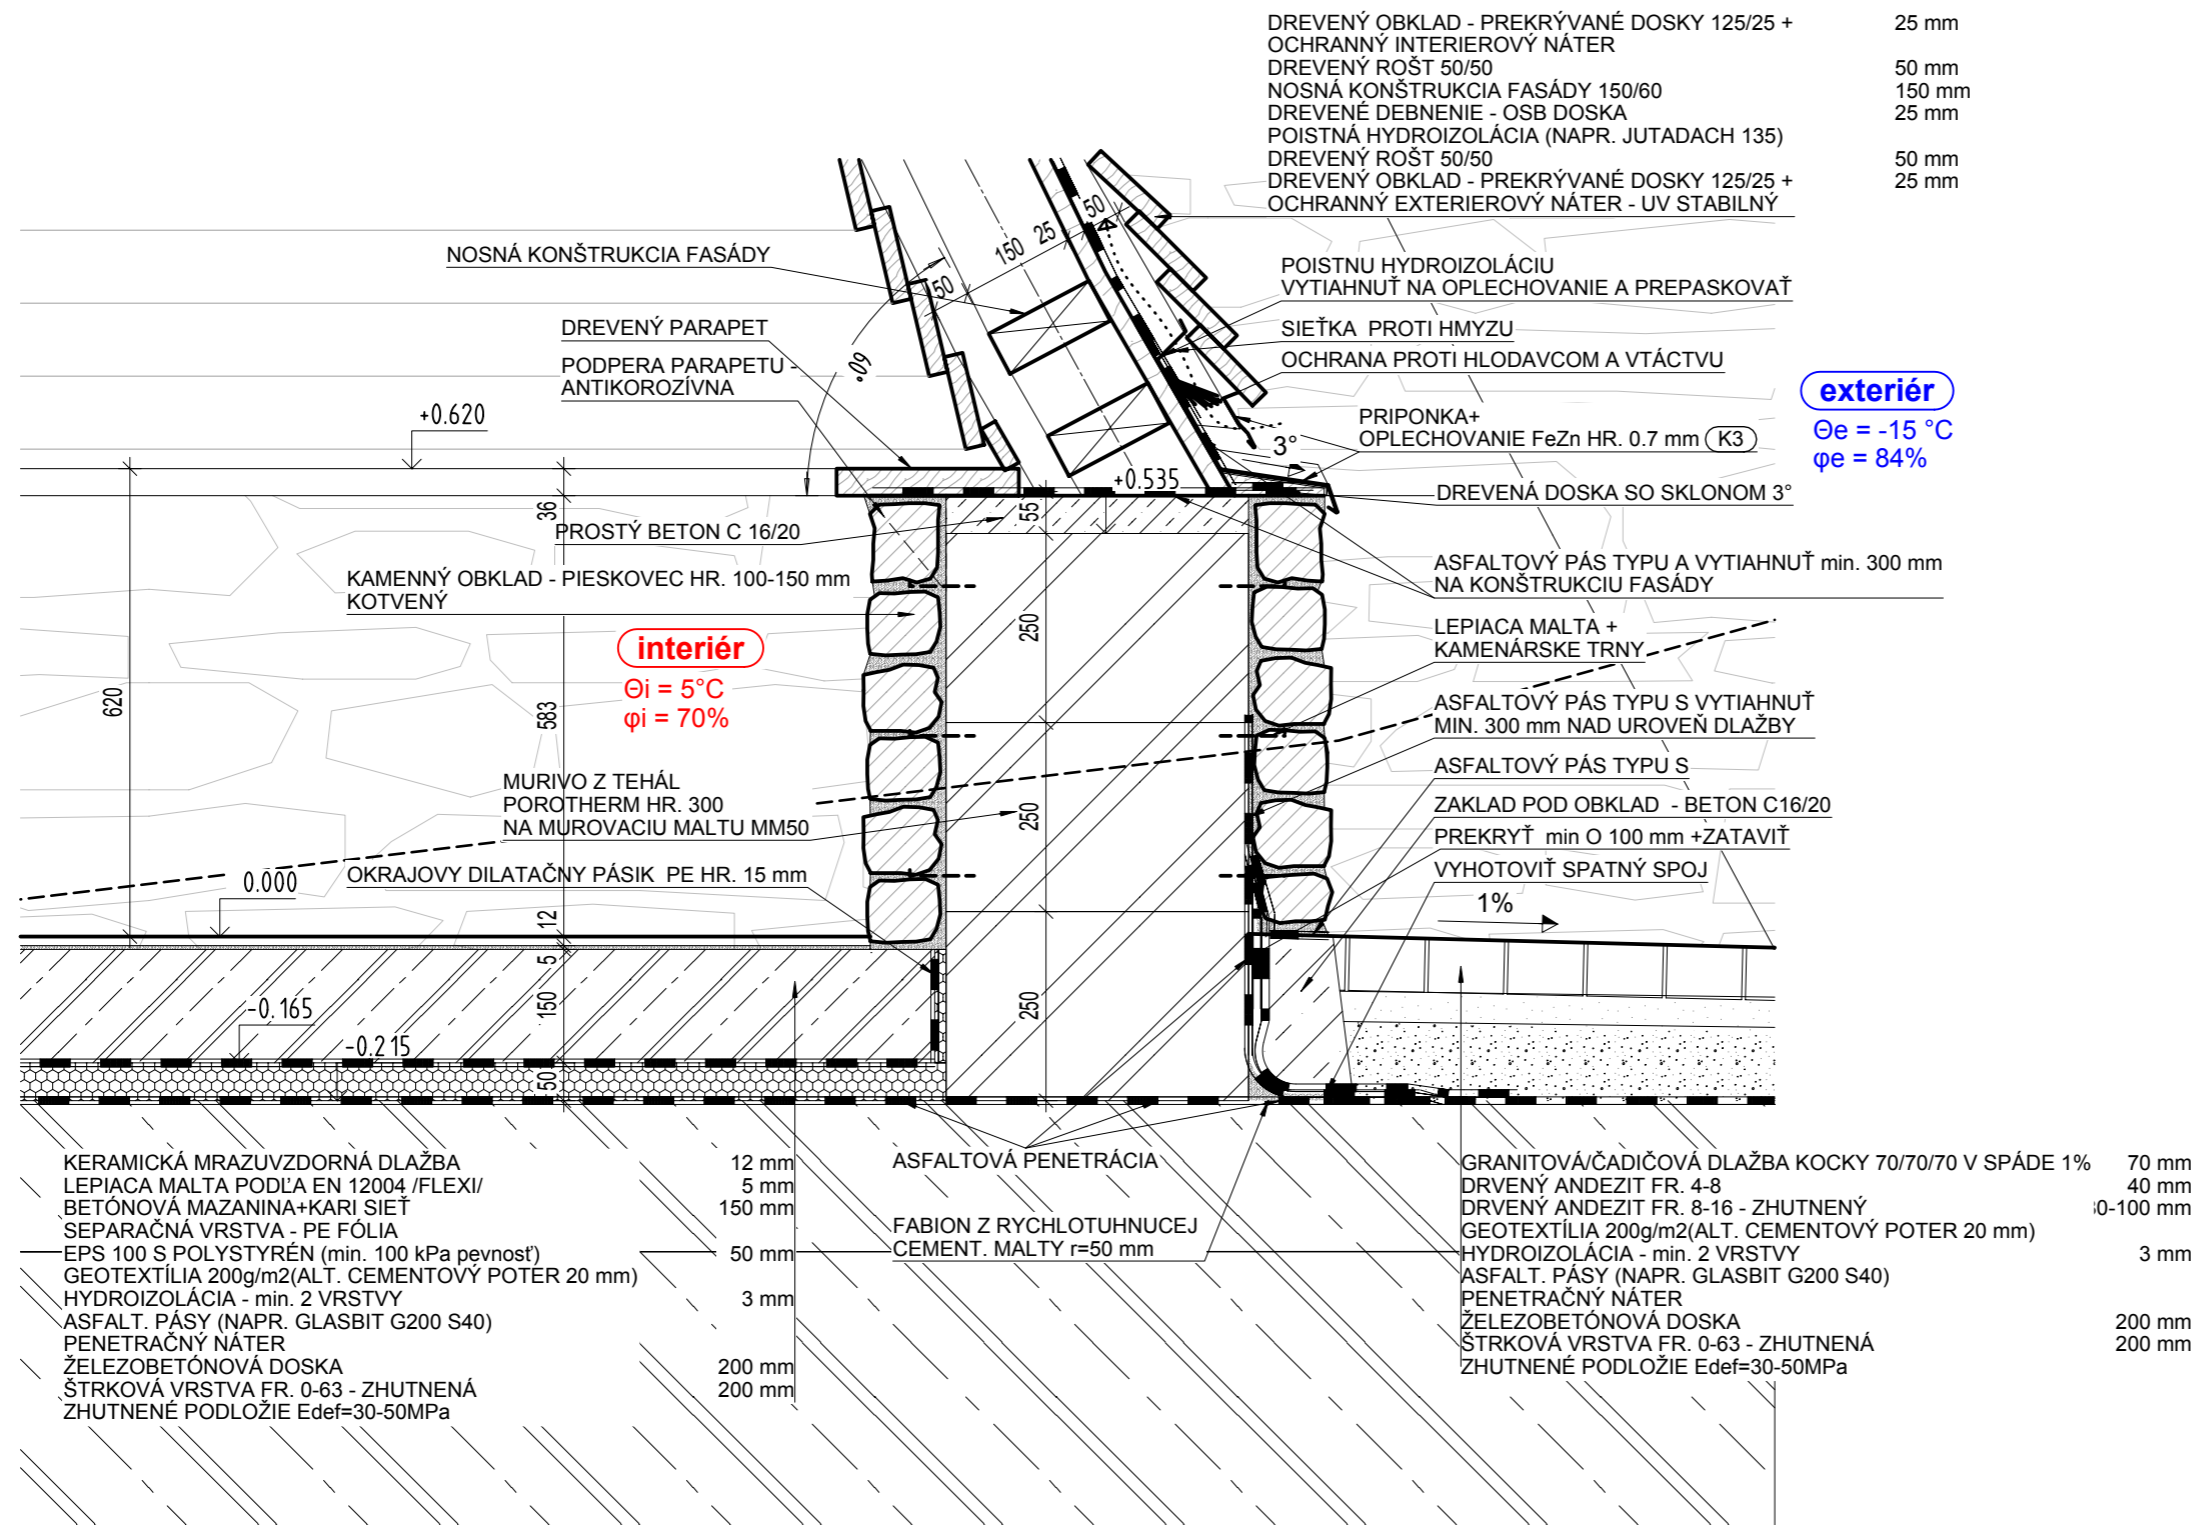 DREVENÝ OBKLAD - PREKRÝVANÉ DOSKY 125/25 + 25 mm
OCHRANNÝ INTERIEROVÝ NÁTER
DREVENÝ ROŠT 50/50 50 mm
NOSNÁ KONŠTRUKCIA FASÁDY 150/60 150 mm
DREVENÉ DEBNENIE - OSB DOSKA 25 mm
POISTNÁ HYDROIZOLÁCIA (NAPR. JUTADACH 135)
DREVENÝ ROŠT 50/50 50 mm
DREVENÝ OBKLAD - PREKRÝVANÉ DOSKY 125/25 + 25 mm
OCHRANNÝ EXTERIEROVÝ NÁTER - UV STABILNÝ
50
25
150
50
60°
NOSNÁ KONŠTRUKCIA FASÁDY
DREVENÝ PARAPET
PODPERA PARAPETU -
ANTIKOROZÍVNA
+0.620
POISTNU HYDROIZOLÁCIU
VYTIAHNUŤ NA OPLECHOVANIE A PREPASKOVAŤ
SIEŤKA PROTI HMYZU
OCHRANA PROTI HLODAVCOM A VTÁCTVU
PRIPONKA+
OPLECHOVANIE FeZn HR. 0.7 mm K3
3°
exteriér
Θe = -15 °C
φe = 84%
DREVENÁ DOSKA SO SKLONOM 3°
+0.535
36
55
PROSTÝ BETON C 16/20
KAMENNÝ OBKLAD - PIESKOVEC HR. 100-150 mm
KOTVENÝ
ASFALTOVÝ PÁS TYPU A VYTIAHNUŤ min. 300 mm
NA KONŠTRUKCIU FASÁDY
250
interiér
Θi = 5°C
φi = 70%
LEPIACA MALTA +
KAMENÁRSKE TRNY
620
583
ASFALTOVÝ PÁS TYPU S VYTIAHNUŤ
MIN. 300 mm NAD UROVEŇ DLAŽBY
ASFALTOVÝ PÁS TYPU S
MURIVO Z TEHÁL
POROTHERM HR. 300
NA MUROVACIU MALTU MM50
250
ZAKLAD POD OBKLAD - BETON C16/20
PREKRYŤ min O 100 mm +ZATAVIŤ
VYHOTOVIŤ SPATNÝ SPOJ
OKRAJOVY DILATAČNY PÁSIK PE HR. 15 mm
0.000
12
1%
5
150
250
-0.165
-0.215
50
KERAMICKÁ MRAZUVZDORNÁ DLAŽBA 12 mm
LEPIACA MALTA PODĽA EN 12004 /FLEXI/ 5 mm
BETÓNOVÁ MAZANINA+KARI SIEŤ 150 mm
SEPARAČNÁ VRSTVA - PE FÓLIA
EPS 100 S POLYSTYRÉN (min. 100 kPa pevnosť) 50 mm
GEOTEXTÍLIA 200g/m2(ALT. CEMENTOVÝ POTER 20 mm)
HYDROIZOLÁCIA - min. 2 VRSTVY 3 mm
ASFALT. PÁSY (NAPR. GLASBIT G200 S40)
PENETRAČNÝ NÁTER
ŽELEZOBETÓNOVÁ DOSKA 200 mm
ŠTRKOVÁ VRSTVA FR. 0-63 - ZHUTNENÁ 200 mm
ZHUTNENÉ PODLOŽIE Edef=30-50MPa
ASFALTOVÁ PENETRÁCIA
FABION Z RYCHLOTUHNUCEJ
CEMENT. MALTY r=50 mm
GRANITOVÁ/ČADIČOVÁ DLAŽBA KOCKY 70/70/70 V SPÁDE 1% 70 mm
DRVENÝ ANDEZIT FR. 4-8 40 mm
DRVENÝ ANDEZIT FR. 8-16 - ZHUTNENÝ 0-100 mm
GEOTEXTÍLIA 200g/m2(ALT. CEMENTOVÝ POTER 20 mm)
HYDROIZOLÁCIA - min. 2 VRSTVY 3 mm
ASFALT. PÁSY (NAPR. GLASBIT G200 S40)
PENETRAČNÝ NÁTER
ŽELEZOBETÓNOVÁ DOSKA 200 mm
ŠTRKOVÁ VRSTVA FR. 0-63 - ZHUTNENÁ 200 mm
ZHUTNENÉ PODLOŽIE Edef=30-50MPa